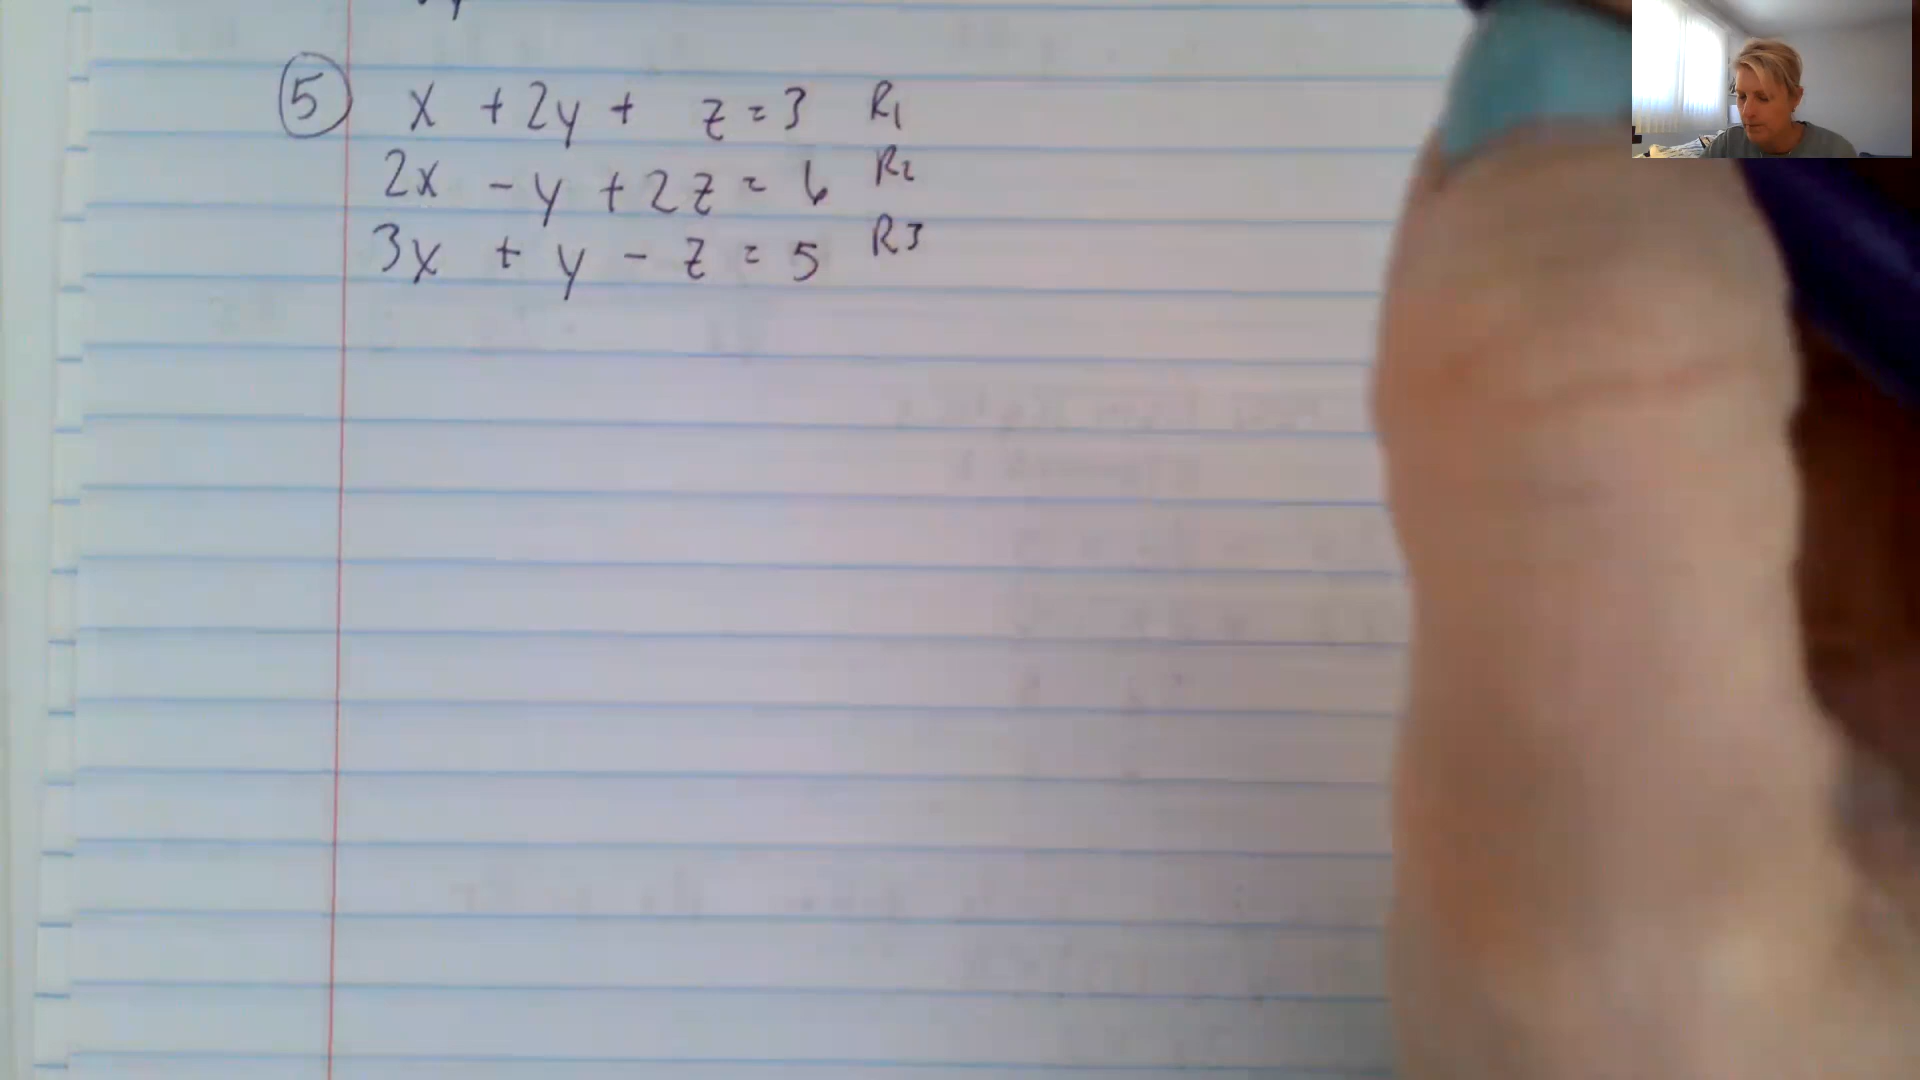 ⑤ x + 2y + z = 3 R1
2x - y + 2z = 6 R2
3x + y - z = 5 R3